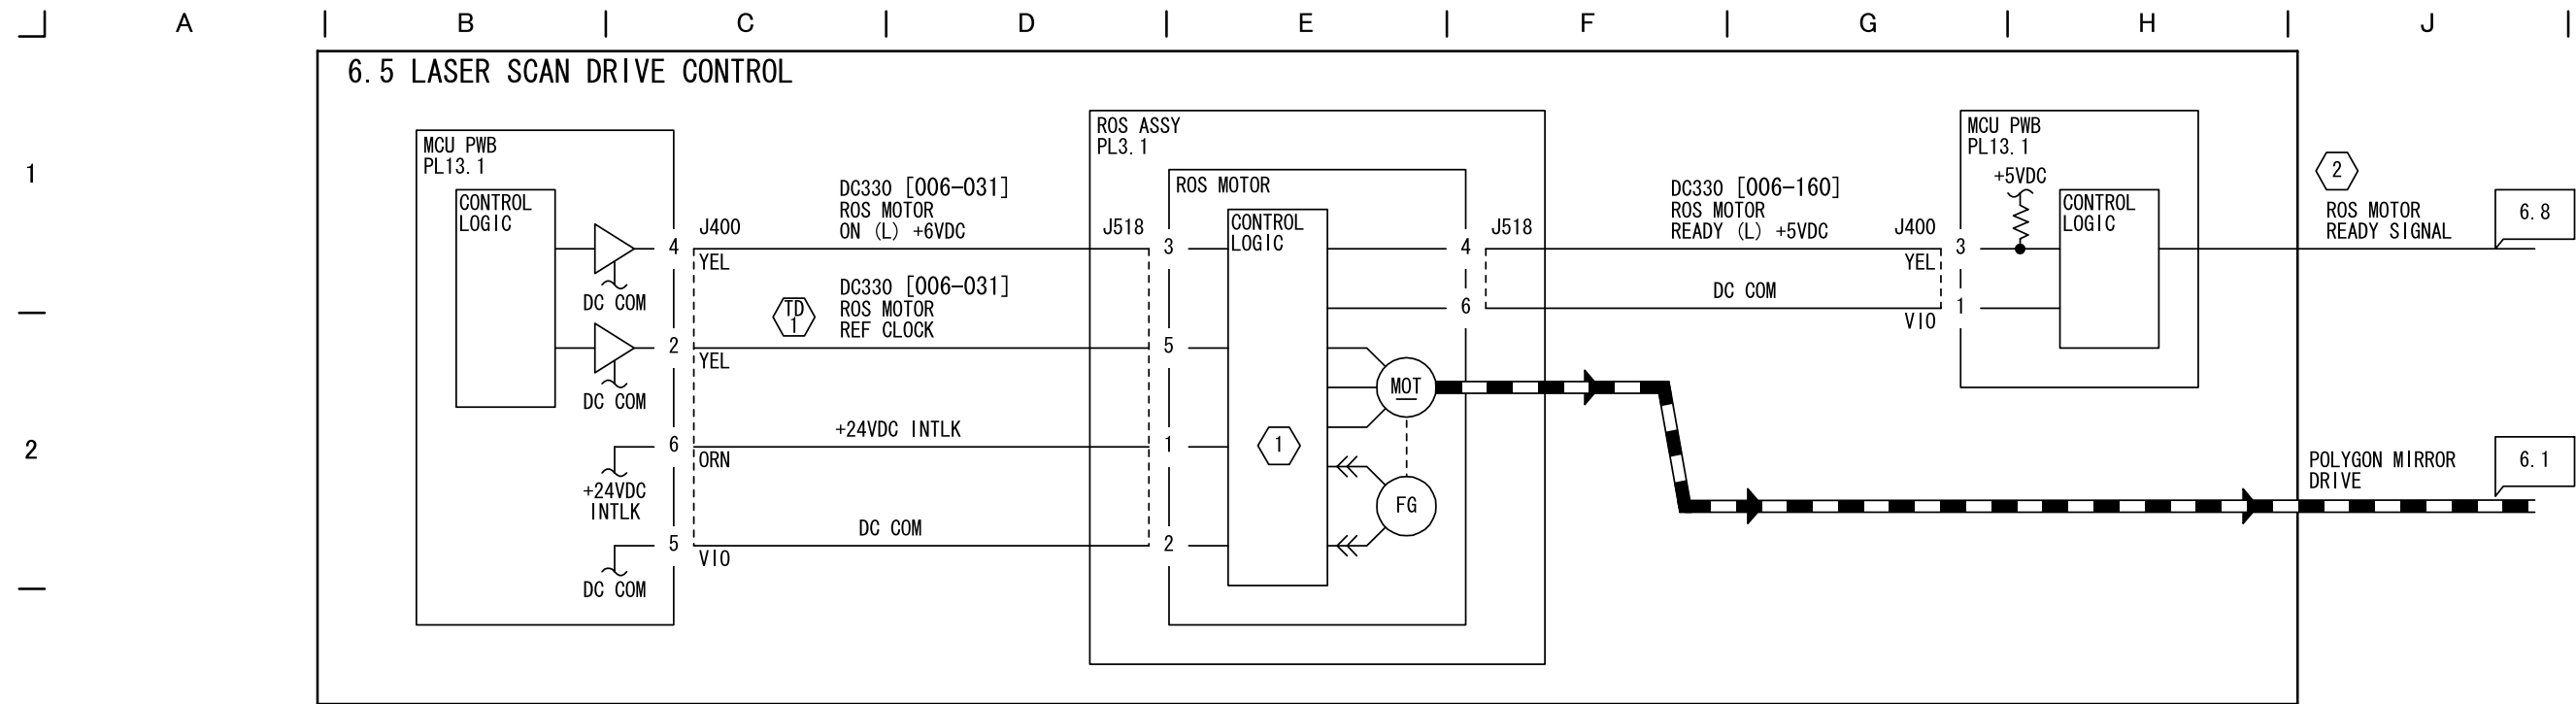 A B C D E F G H J
6.5 LASER SCAN DRIVE CONTROL
1
2
MCU PWB
PL13.1
CONTROL
LOGIC
DC COM
DC COM
+24VDC
INTLK
DC COM
4
2
6
5
J400
YEL
YEL
ORN
VIO
DC330 [006-031]
ROS MOTOR
ON (L) +6VDC
TD
1
DC330 [006-031]
ROS MOTOR
REF CLOCK
+24VDC INTLK
DC COM
ROS ASSY
PL3.1
J518
3
5
1
2
ROS MOTOR
CONTROL
LOGIC
1
MOT
FG
4
6
J518
DC330 [006-160]
ROS MOTOR
READY (L) +5VDC
DC COM
J400
YEL
VIO
3
1
MCU PWB
PL13.1
+5VDC
CONTROL
LOGIC
2
ROS MOTOR
READY SIGNAL
6.8
POLYGON MIRROR
DRIVE
6.1